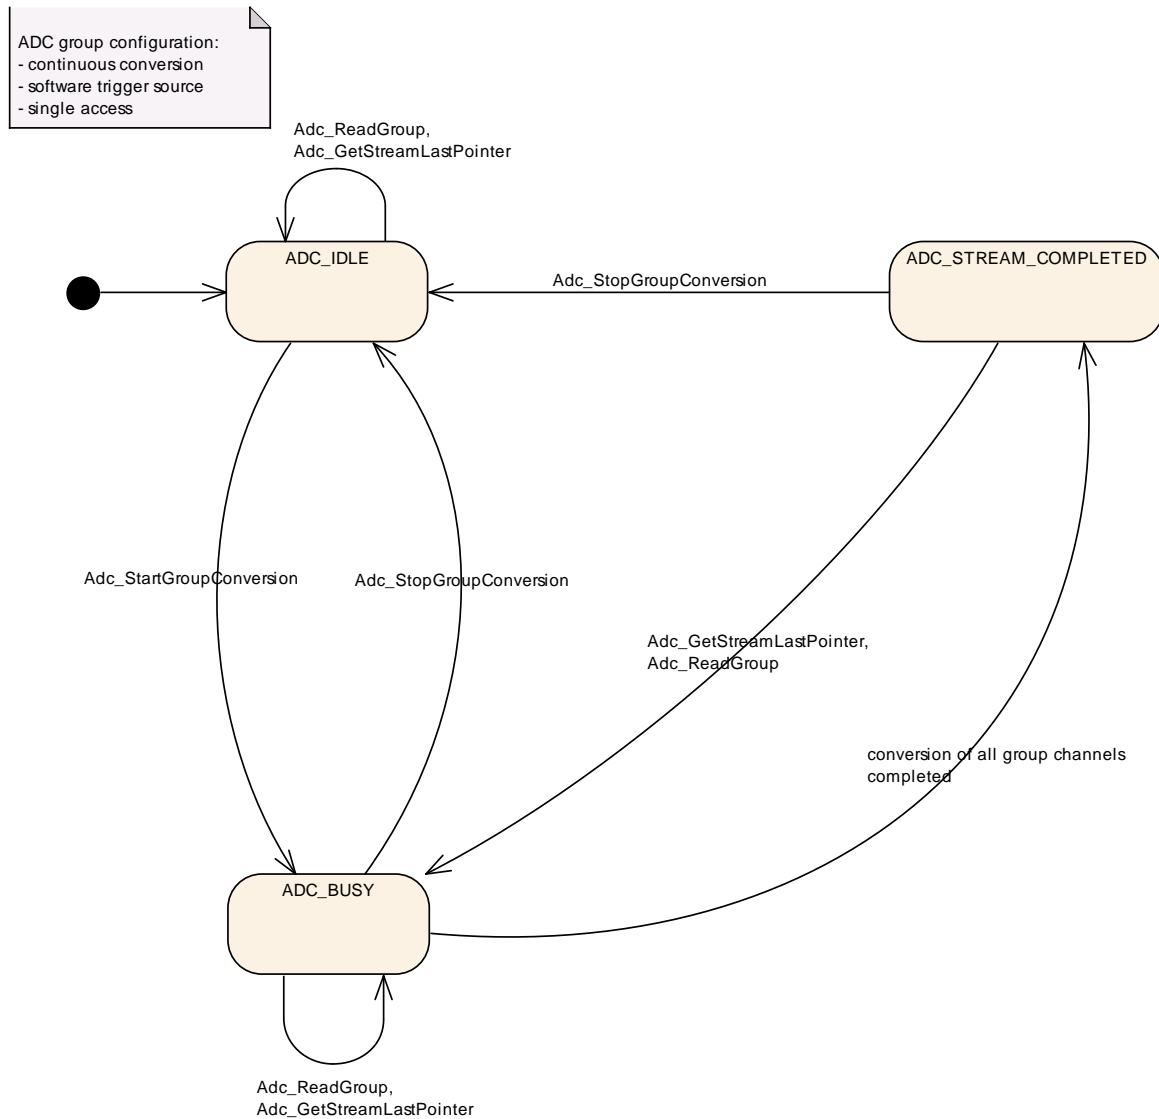 ADC group configuration:
- continuous conversion
- software trigger source
- single access
Adc_ReadGroup,
Adc_GetStreamLastPointer
ADC_IDLE
ADC_STREAM_COMPLETED
Adc_StopGroupConversion
Adc_StartGroupConversion
Adc_StopGroupConversion
Adc_GetStreamLastPointer,
Adc_ReadGroup
conversion of all group channels
completed
ADC_BUSY
Adc_ReadGroup,
Adc_GetStreamLastPointer